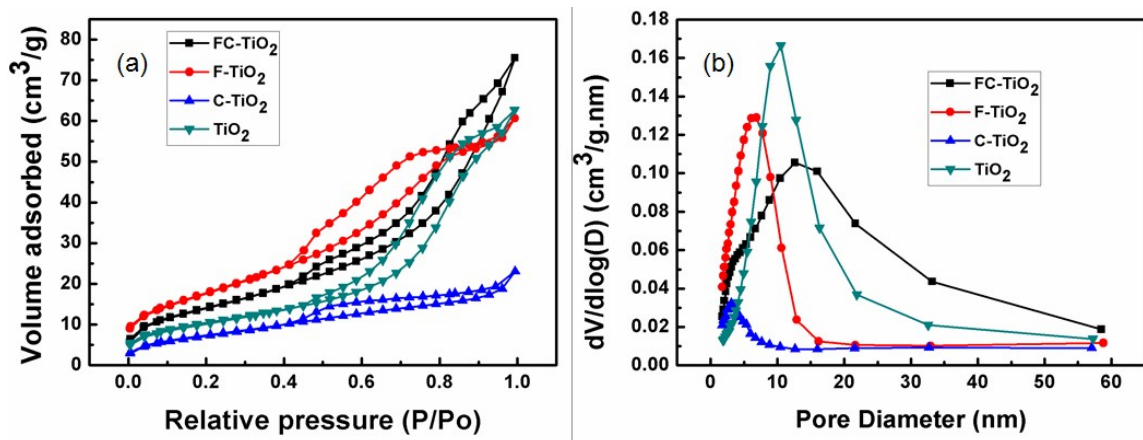 (a)
FC-TiO2
F-TiO2
C-TiO2
TiO2
Volume adsorbed (cm3/g)
80
70
60
50
40
30
20
10
0
0.0 0.2 0.4 0.6 0.8 1.0
Relative pressure (P/Po)
(b)
FC-TiO2
F-TiO2
C-TiO2
TiO2
dV/dlog(D) (cm3/g.nm)
0.18
0.16
0.14
0.12
0.10
0.08
0.06
0.04
0.02
0.00
0 10 20 30 40 50 60
Pore Diameter (nm)